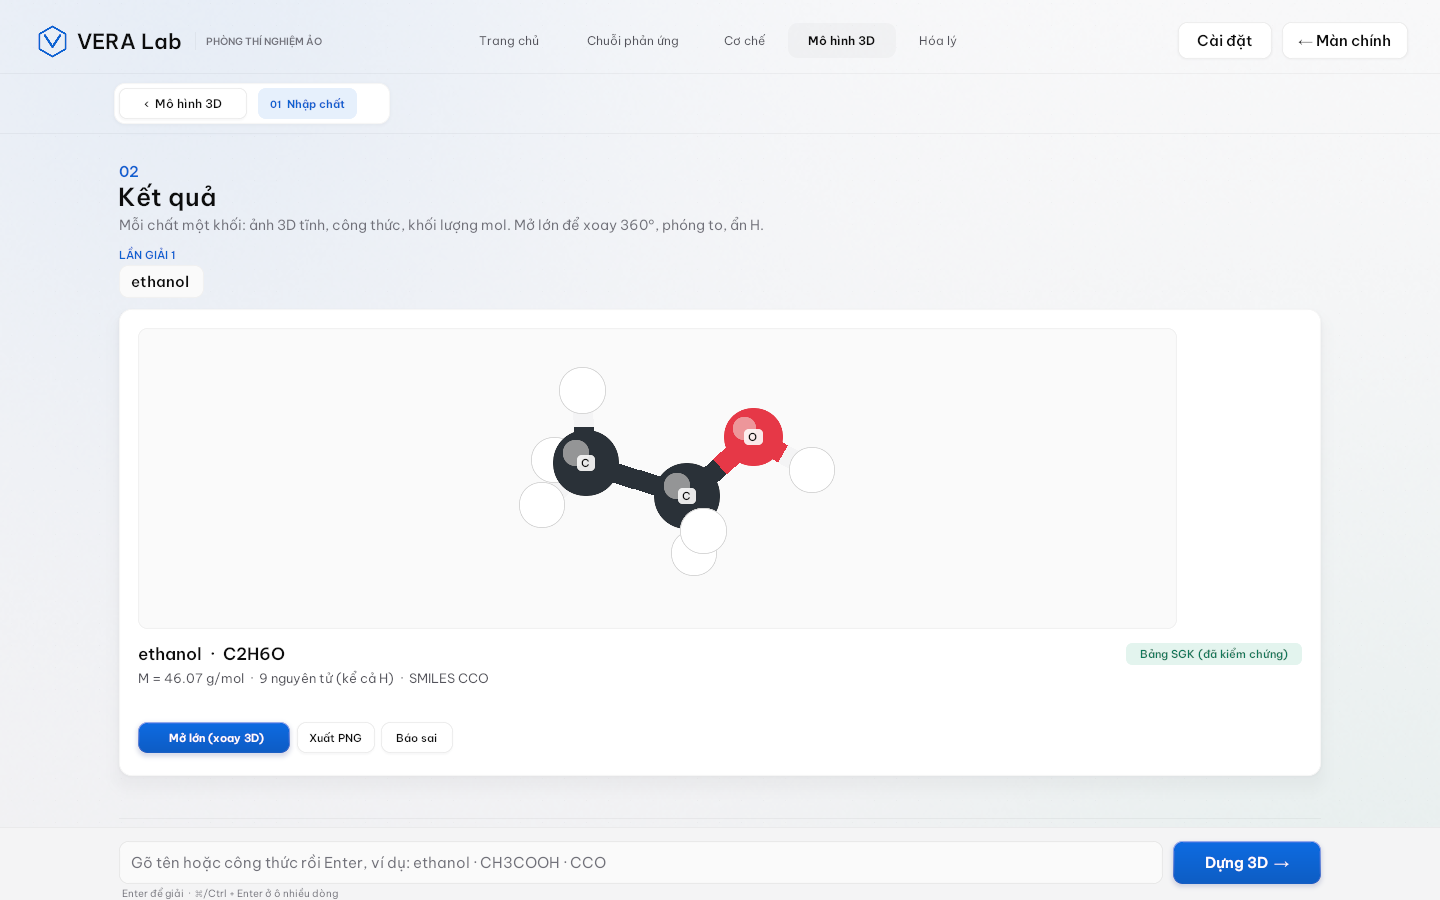 VERA Lab
PHÒNG THÍ NGHIỆM ẢO
Trang chủ
Chuỗi phản ứng
Cơ chế
Mô hình 3D
Hóa lý
Cài đặt
← Màn chính
‹ Mô hình 3D
01 Nhập chất
02
Kết quả
Mỗi chất một khối: ảnh 3D tĩnh, công thức, khối lượng mol. Mở lớn để xoay 360°, phóng to, ẩn H.
LẦN GIẢI 1
ethanol
O
C
C
ethanol · C2H6O
Bảng SGK (đã kiểm chứng)
M = 46.07 g/mol · 9 nguyên tử (kể cả H) · SMILES CCO
Mở lớn (xoay 3D)
Xuất PNG
Báo sai
Gõ tên hoặc công thức rồi Enter, ví dụ: ethanol · CH3COOH · CCO
Dựng 3D →
Enter để giải · ⌘/Ctrl + Enter ở ô nhiều dòng